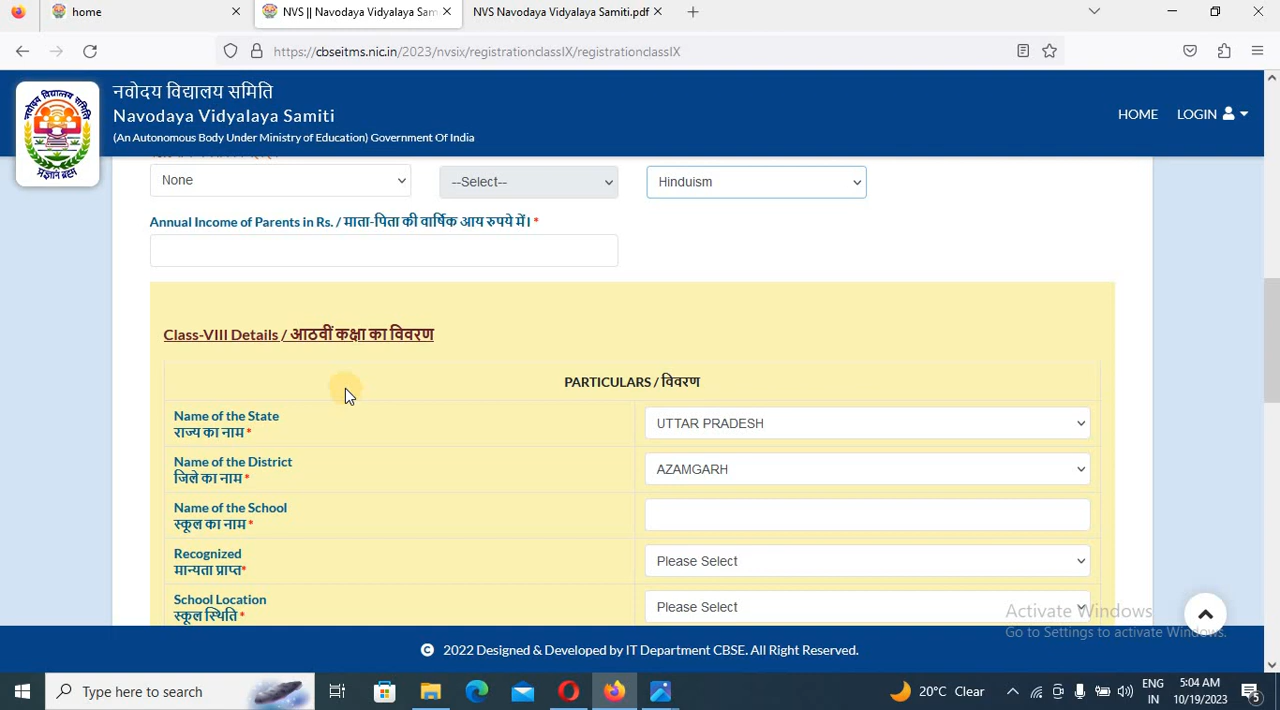 home
NVS || Navodaya Vidyalaya Sam
NVS Navodaya Vidyalaya Samiti.pdf
https://cbseitms.nic.in/2023/nvsix/registrationclassIX/registrationclassIX
नवोदय विद्यालय समिति
Navodaya Vidyalaya Samiti
(An Autonomous Body Under Ministry of Education) Government Of India
HOME
LOGIN
None
--Select--
Hinduism
Annual Income of Parents in Rs. / माता-पिता की वार्षिक आय रुपये में। *
Class-VIII Details / आठवीं कक्षा का विवरण
PARTICULARS / विवरण
Name of the State
राज्य का नाम *
UTTAR PRADESH
Name of the District
जिले का नाम *
AZAMGARH
Name of the School
स्कूल का नाम *
Recognized
मान्यता प्राप्त*
Please Select
School Location
स्कूल स्थिति *
Please Select
Activate Windows
Go to Settings to activate Windows.
© 2022 Designed & Developed by IT Department CBSE. All Right Reserved.
Type here to search
20°C Clear
ENG
IN
5:04 AM
10/19/2023
5